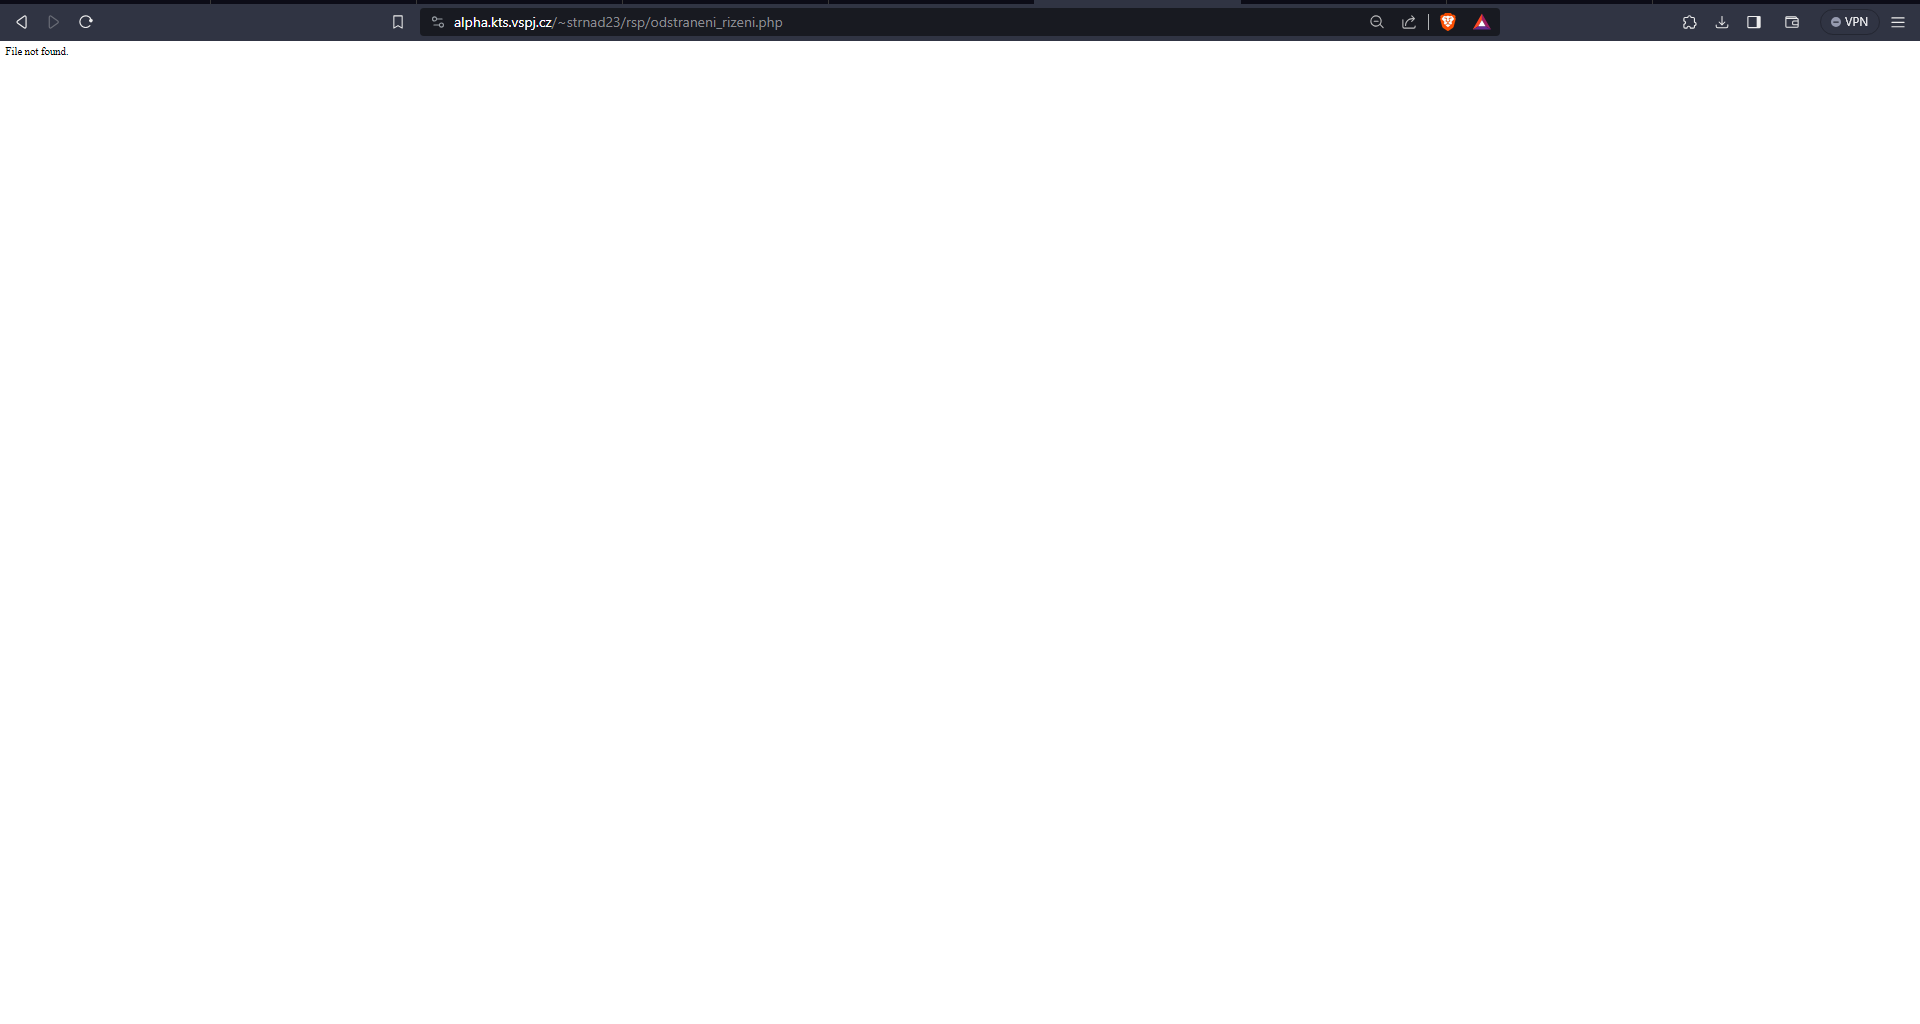 alpha.kts.vspj.cz/~strnad23/rsp/odstraneni_rizeni.php
VPN
File not found.